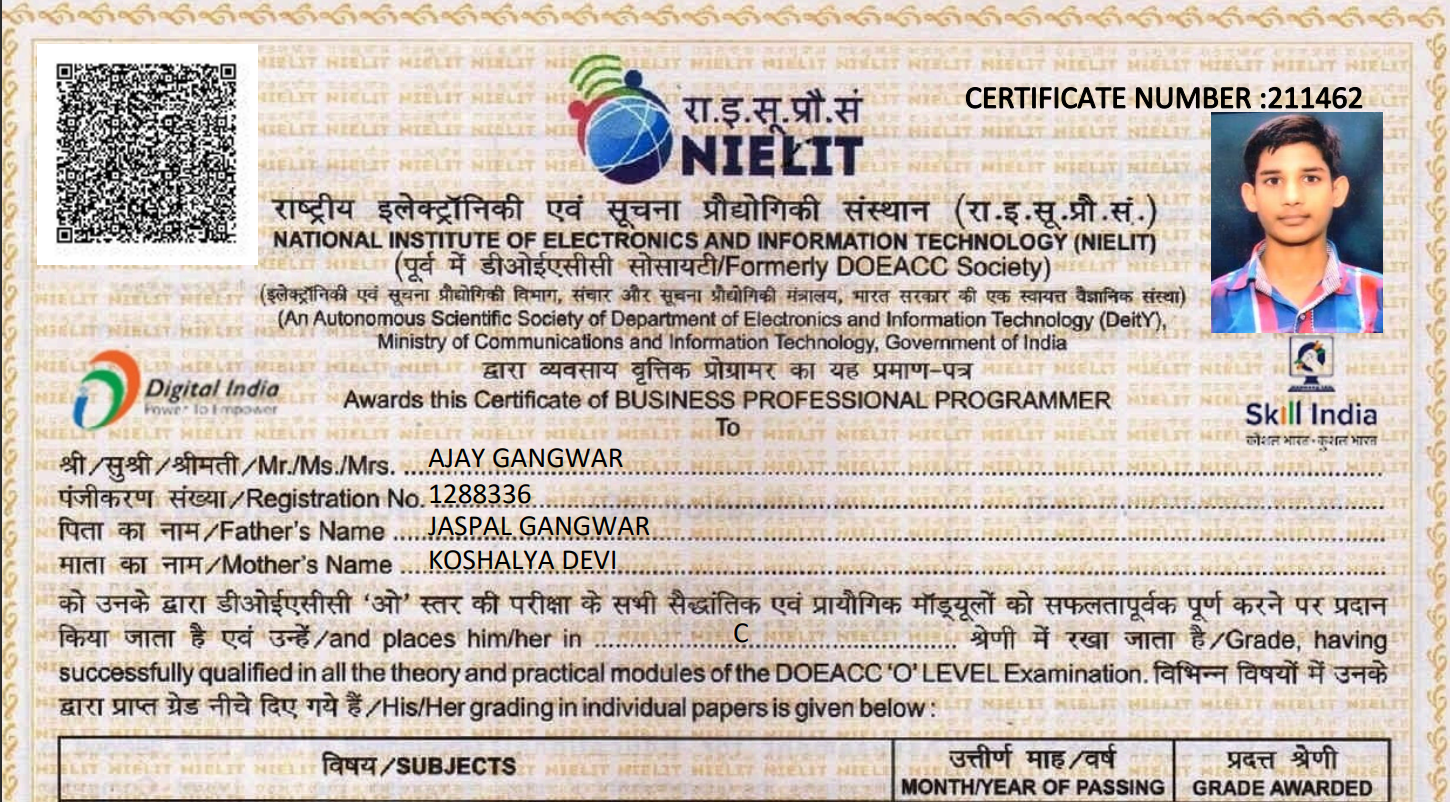 CERTIFICATE NUMBER :211462
रा.इ.सू.प्रौ.सं
NIELIT
राष्ट्रीय इलेक्ट्रॉनिकी एवं सूचना प्रौद्योगिकी संस्थान (रा.इ.सू.प्रौ.सं.)
NATIONAL INSTITUTE OF ELECTRONICS AND INFORMATION TECHNOLOGY (NIELIT)
(पूर्व में डीओईएसीसी सोसायटी/Formerly DOEACC Society)
(इलेक्ट्रॉनिकी एवं सूचना प्रौद्योगिकी विभाग, संचार और सूचना प्रौद्योगिकी मंत्रालय, भारत सरकार की एक स्वायत्त वैज्ञानिक संस्था)
(An Autonomous Scientific Society of Department of Electronics and Information Technology (DeitY),
Ministry of Communications and Information Technology, Government of India
द्वारा व्यवसाय वृत्तिक प्रोग्रामर का यह प्रमाण-पत्र
Digital India
Power To Empower
Awards this Certificate of BUSINESS PROFESSIONAL PROGRAMMER
To
Skill India
कौशल भारत - कुशल भारत
श्री/सुश्री/श्रीमती/Mr./Ms./Mrs. AJAY GANGWAR
पंजीकरण संख्या/Registration No. 1288336
पिता का नाम/Father's Name JASPAL GANGWAR
माता का नाम/Mother's Name KOSHALYA DEVI
को उनके द्वारा डीओईएसीसी 'ओ' स्तर की परीक्षा के सभी सैद्धांतिक एवं प्रायौगिक मॉड्यूलों को सफलतापूर्वक पूर्ण करने पर प्रदान
किया जाता है एवं उन्हें/and places him/her in C श्रेणी में रखा जाता है/Grade, having
successfully qualified in all the theory and practical modules of the DOEACC 'O' LEVEL Examination. विभिन्न विषयों में उनके
द्वारा प्राप्त ग्रेड नीचे दिए गये हैं/His/Her grading in individual papers is given below :
विषय/SUBJECTS
उत्तीर्ण माह/वर्ष
MONTH/YEAR OF PASSING
प्रदत्त श्रेणी
GRADE AWARDED